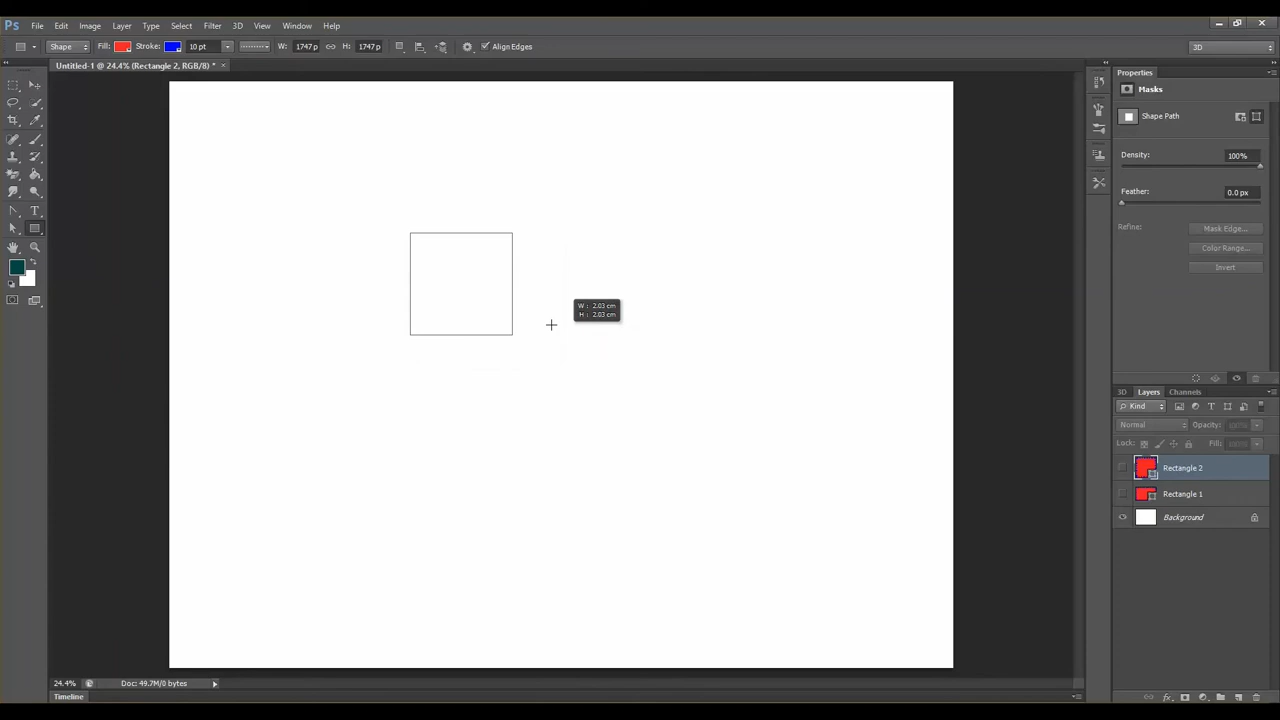 Ps File Edit Image Layer Type Select Filter 3D View Window Help
Shape Fill: Stroke: 10 pt W: 1747 p H: 1747 p Align Edges 3D
Untitled-1 @ 24.4% (Rectangle 2, RGB/8) * ×
Properties
Masks
Shape Path
Density: 100%
Feather: 0.0 px
Refine: Mask Edge...
Color Range...
Invert
W : 2.03 cm
H : 2.03 cm
3D Layers Channels
Kind
Normal Opacity: 100%
Lock: Fill: 100%
Rectangle 2
Rectangle 1
Background
24.4% Doc: 49.7M/0 bytes
Timeline